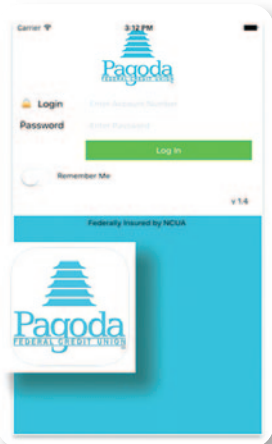 Carrier 3:12 PM
Pagoda
FEDERAL CREDIT UNION
Login Enter Account Number
Password Enter Password
Log In
Remember Me
v 1.4
Federally Insured by NCUA
Pagoda
FEDERAL CREDIT UNION